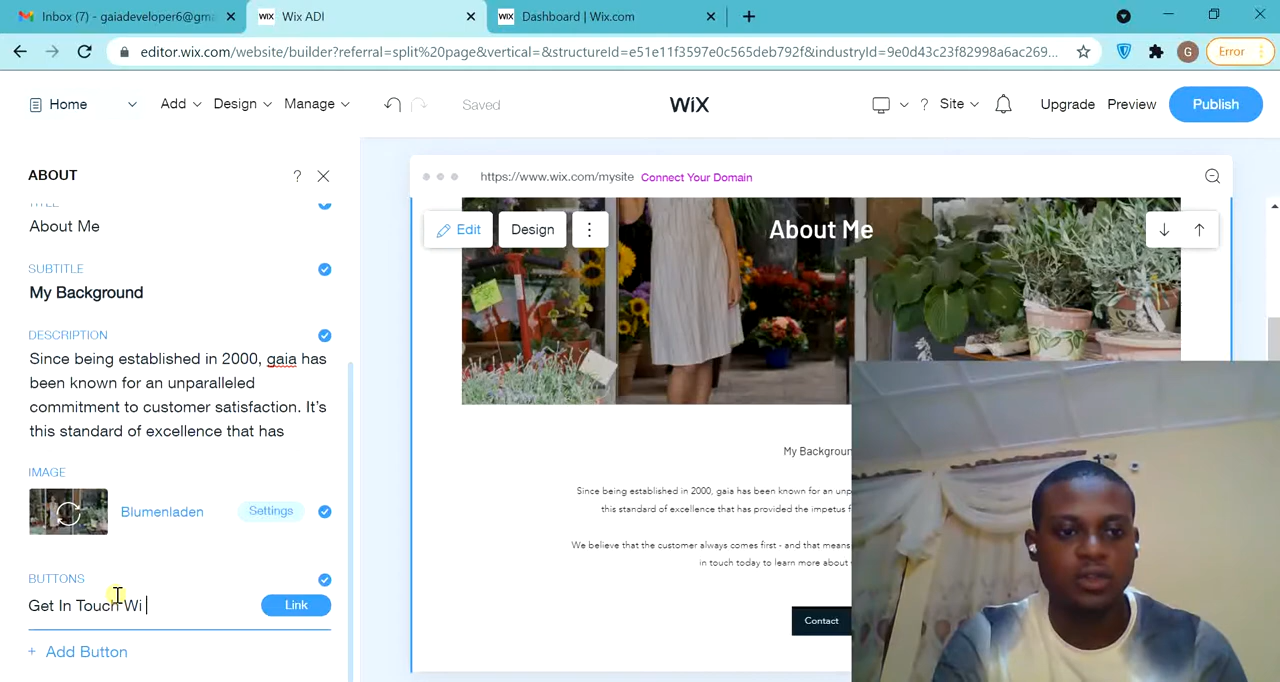 Inbox (7) - gaiadeveloper6@gma
WiX Wix ADI
WiX Dashboard | Wix.com
editor.wix.com/website/builder?referral=split%20page&vertical=&structureId=e51e11f3597e0c565deb792f&industryId=9e0d43c23f82998a6ac269...
G
Error
Home
Add
Design
Manage
Saved
WiX
? Site
Upgrade
Preview
Publish
ABOUT
?
https://www.wix.com/mysite Connect Your Domain
TITLE
About Me
SUBTITLE
My Background
DESCRIPTION
Since being established in 2000, gaia has
been known for an unparalleled
commitment to customer satisfaction. It's
this standard of excellence that has
IMAGE
Blumenladen
Settings
BUTTONS
Get In Touch Wi
Link
+ Add Button
Edit
Design
About Me
My Backgroun
Since being established in 2000, gaia has been known for an unp
this standard of excellence that has provided the impetus f
We believe that the customer always comes first - and that means
in touch today to learn more about
Contact